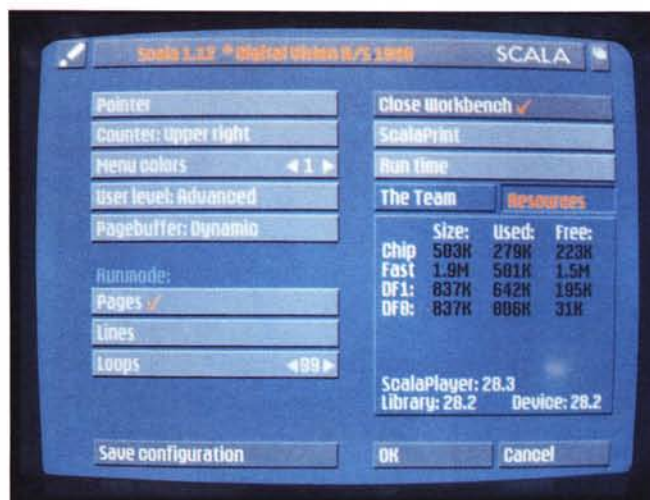 Scala 1.12 © Digital Vision A/S 1988 SCALA
Pointer
Counter: Upper right
Menu colors 1
User level: Advanced
Pagebuffer: Dynamic
Runmode:
Pages ✓
Lines
Loops 99
Save configuration
Close Workbench ✓
ScalaPrint
Run time
The Team Resources
Size: Used: Free:
Chip 503K 279K 223K
Fast 1.9M 501K 1.5M
DF1: 837K 642K 195K
DF0: 837K 806K 31K
ScalaPlayer: 28.3
Library: 28.2 Device: 28.2
OK Cancel